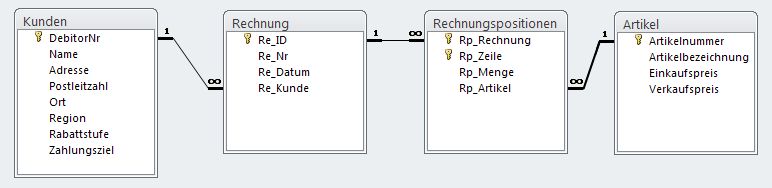 Kunden
DebitorNr
Name
Adresse
Postleitzahl
Ort
Region
Rabattstufe
Zahlungsziel
1
∞
Rechnung
Re_ID
Re_Nr
Re_Datum
Re_Kunde
1
∞
Rechnungspositionen
Rp_Rechnung
Rp_Zeile
Rp_Menge
Rp_Artikel
∞
1
Artikel
Artikelnummer
Artikelbezeichnung
Einkaufspreis
Verkaufspreis